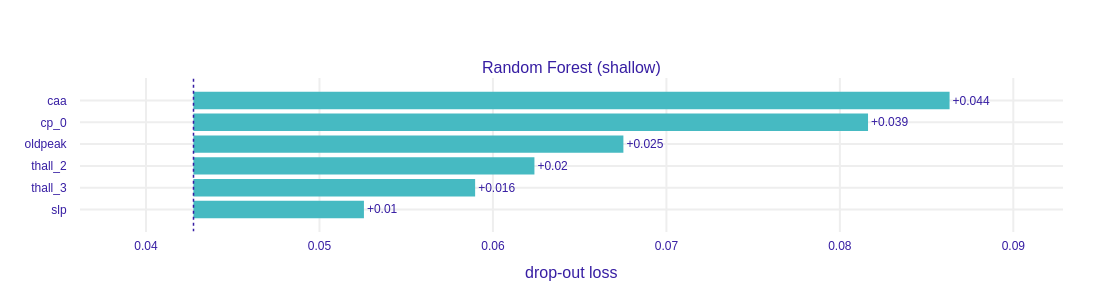 Random Forest (shallow)
caa +0.044
cp_0 +0.039
oldpeak +0.025
thall_2 +0.02
thall_3 +0.016
slp +0.01
0.04 0.05 0.06 0.07 0.08 0.09
drop-out loss